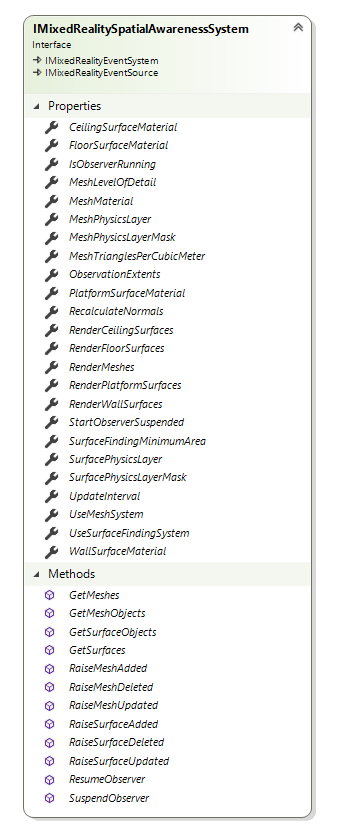 IMixedRealitySpatialAwarenessSystem
Interface
IMixedRealityEventSystem
IMixedRealityEventSource
Properties
CeilingSurfaceMaterial
FloorSurfaceMaterial
IsObserverRunning
MeshLevelOfDetail
MeshMaterial
MeshPhysicsLayer
MeshPhysicsLayerMask
MeshTrianglesPerCubicMeter
ObservationExtents
PlatformSurfaceMaterial
RecalculateNormals
RenderCeilingSurfaces
RenderFloorSurfaces
RenderMeshes
RenderPlatformSurfaces
RenderWallSurfaces
StartObserverSuspended
SurfaceFindingMinimumArea
SurfacePhysicsLayer
SurfacePhysicsLayerMask
UpdateInterval
UseMeshSystem
UseSurfaceFindingSystem
WallSurfaceMaterial
Methods
GetMeshes
GetMeshObjects
GetSurfaceObjects
GetSurfaces
RaiseMeshAdded
RaiseMeshDeleted
RaiseMeshUpdated
RaiseSurfaceAdded
RaiseSurfaceDeleted
RaiseSurfaceUpdated
ResumeObserver
SuspendObserver